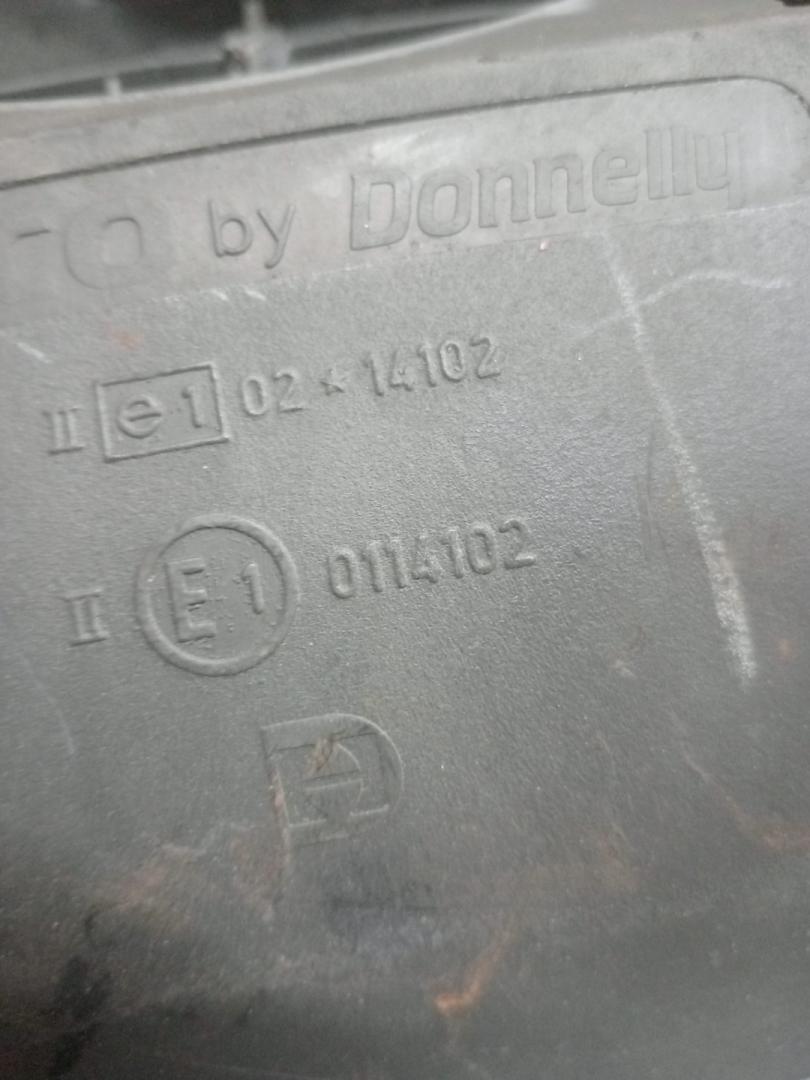 by Donnelly
II e1 02 * 14102
II E1 0114102